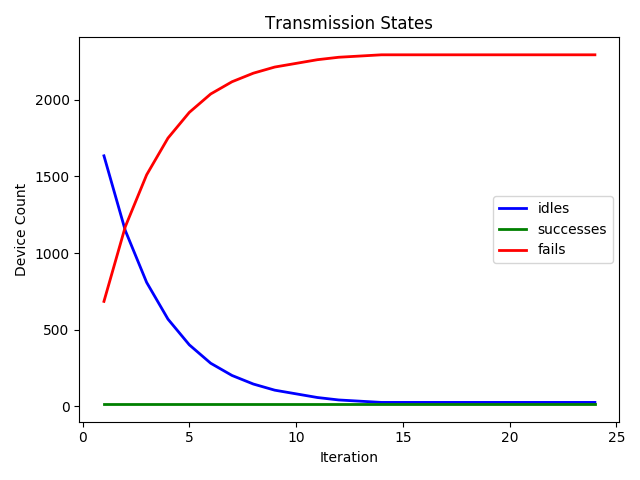 Transmission States
Device Count
2000
1500
1000
500
0
idles
successes
fails
0 5 10 15 20 25
Iteration